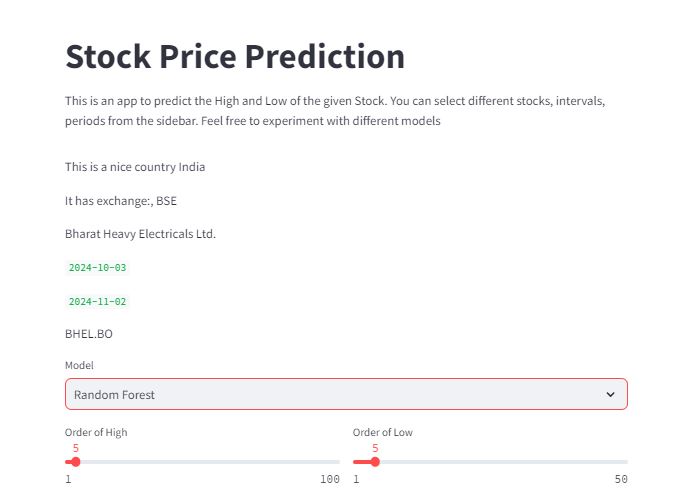 Stock Price Prediction
This is an app to predict the High and Low of the given Stock. You can select different stocks, intervals,
periods from the sidebar. Feel free to experiment with different models
This is a nice country India
It has exchange:, BSE
Bharat Heavy Electricals Ltd.
2024-10-03
2024-11-02
BHEL.BO
Model
Random Forest
Order of High Order of Low
5 5
1 100 1 50